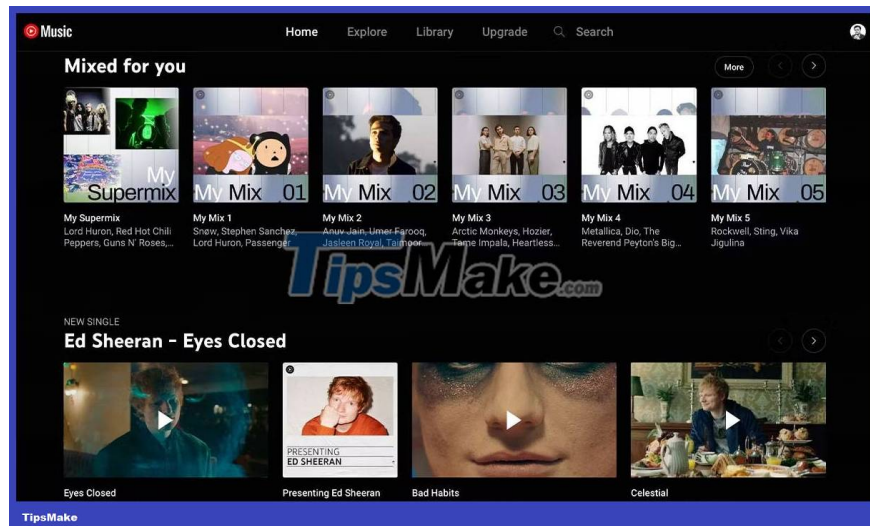 Music
Home Explore Library Upgrade Search
Mixed for you
More
My Supermix
My Mix 01
My Mix 02
My Mix 03
My Mix 04
My Mix 05
My Supermix
Lord Huron, Red Hot Chili
Peppers, Guns N' Roses,...
My Mix 1
Snøw, Stephen Sanchez,
Lord Huron, Passenger
My Mix 2
Anuv Jain, Umer Farooq,
Jasleen Royal, Taimoor...
My Mix 3
Arctic Monkeys, Hozier,
Tame Impala, Heartless...
My Mix 4
Metallica, Dio, The
Reverend Peyton's Big...
My Mix 5
Rockwell, Sting, Vika
Jigulina
TipsMake.com
NEW SINGLE
Ed Sheeran - Eyes Closed
PRESENTING
ED SHEERAN
Eyes Closed
Presenting Ed Sheeran
Bad Habits
Celestial
TipsMake